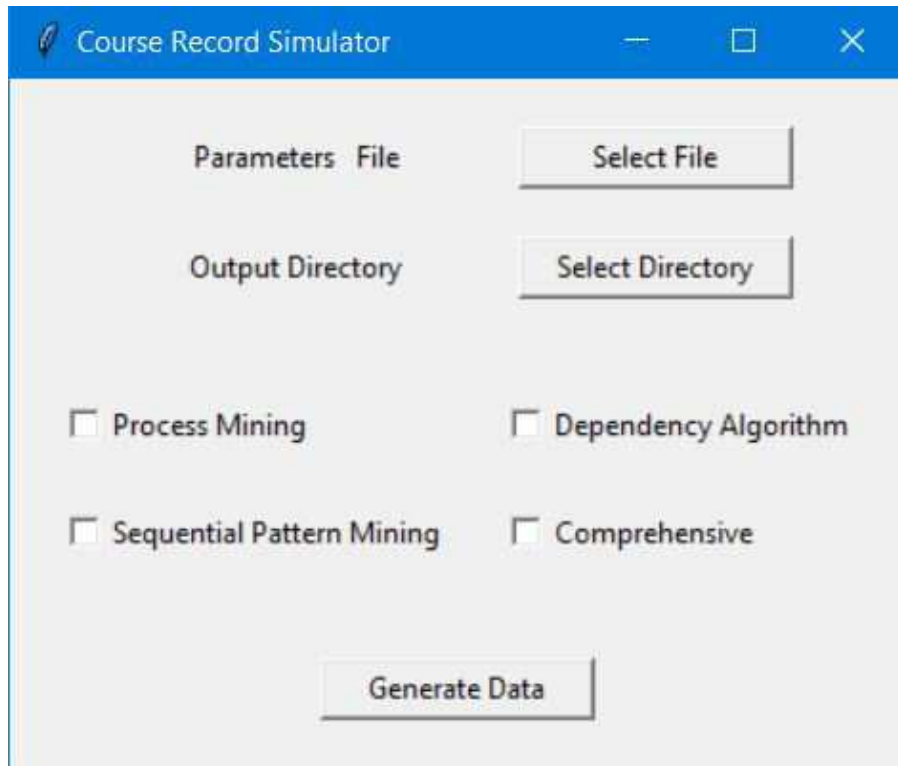 Course Record Simulator
Parameters File Select File
Output Directory Select Directory
Process Mining Dependency Algorithm
Sequential Pattern Mining Comprehensive
Generate Data